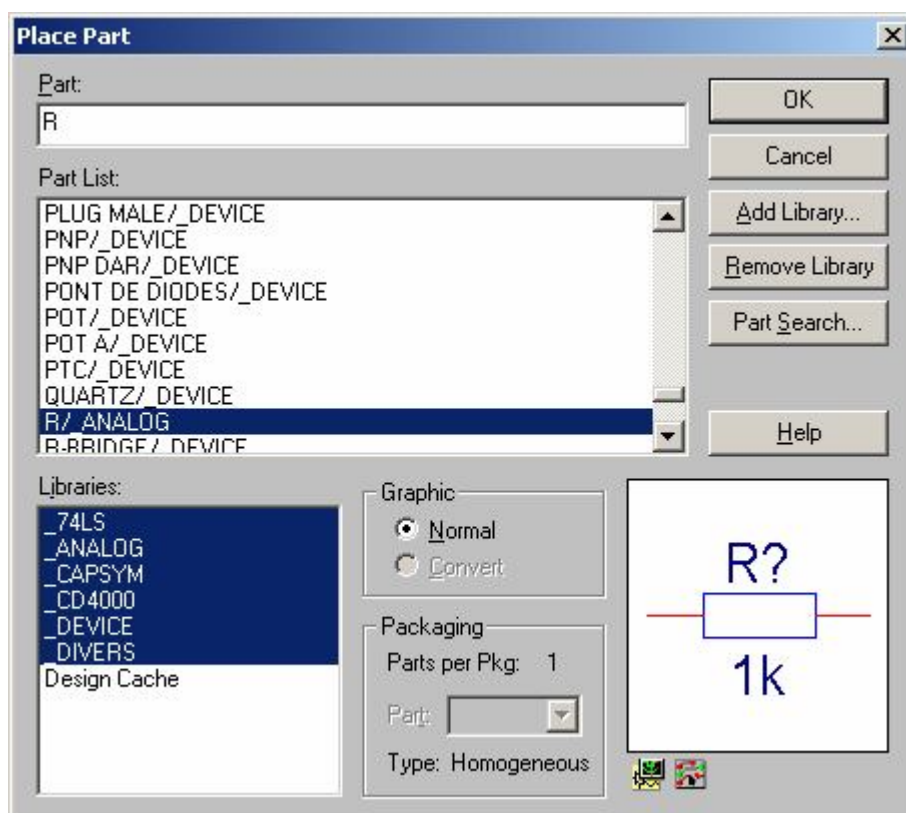 Place Part
Part:
R
OK
Cancel
Part List:
PLUG MALE/_DEVICE
PNP/_DEVICE
PNP DAR/_DEVICE
PONT DE DIODES/_DEVICE
POT/_DEVICE
POT A/_DEVICE
PTC/_DEVICE
QUARTZ/_DEVICE
R/_ANALOG
R-BRIDGE/_DEVICE
Add Library...
Remove Library
Part Search...
Help
Libraries:
_74LS
_ANALOG
_CAPSYM
_CD4000
_DEVICE
_DIVERS
Design Cache
Graphic
Normal
Convert
Packaging
Parts per Pkg: 1
Part:
Type: Homogeneous
R?
1k